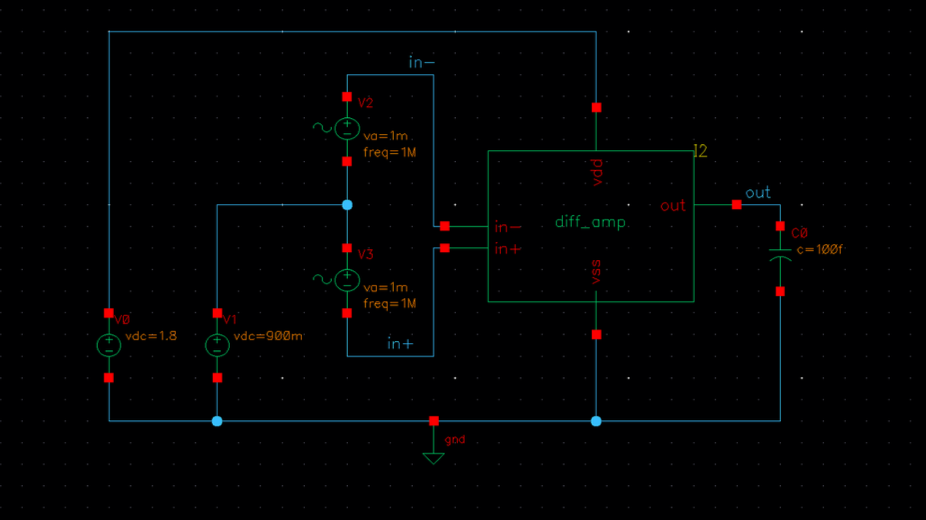 in-
V2
va=1m
freq=1M
I2
vdd
out
out
in-
diff_amp
in+
C0
c=100f
V3
vss
va=1m
freq=1M
V0
vdc=1.8
V1
vdc=900m
in+
gnd